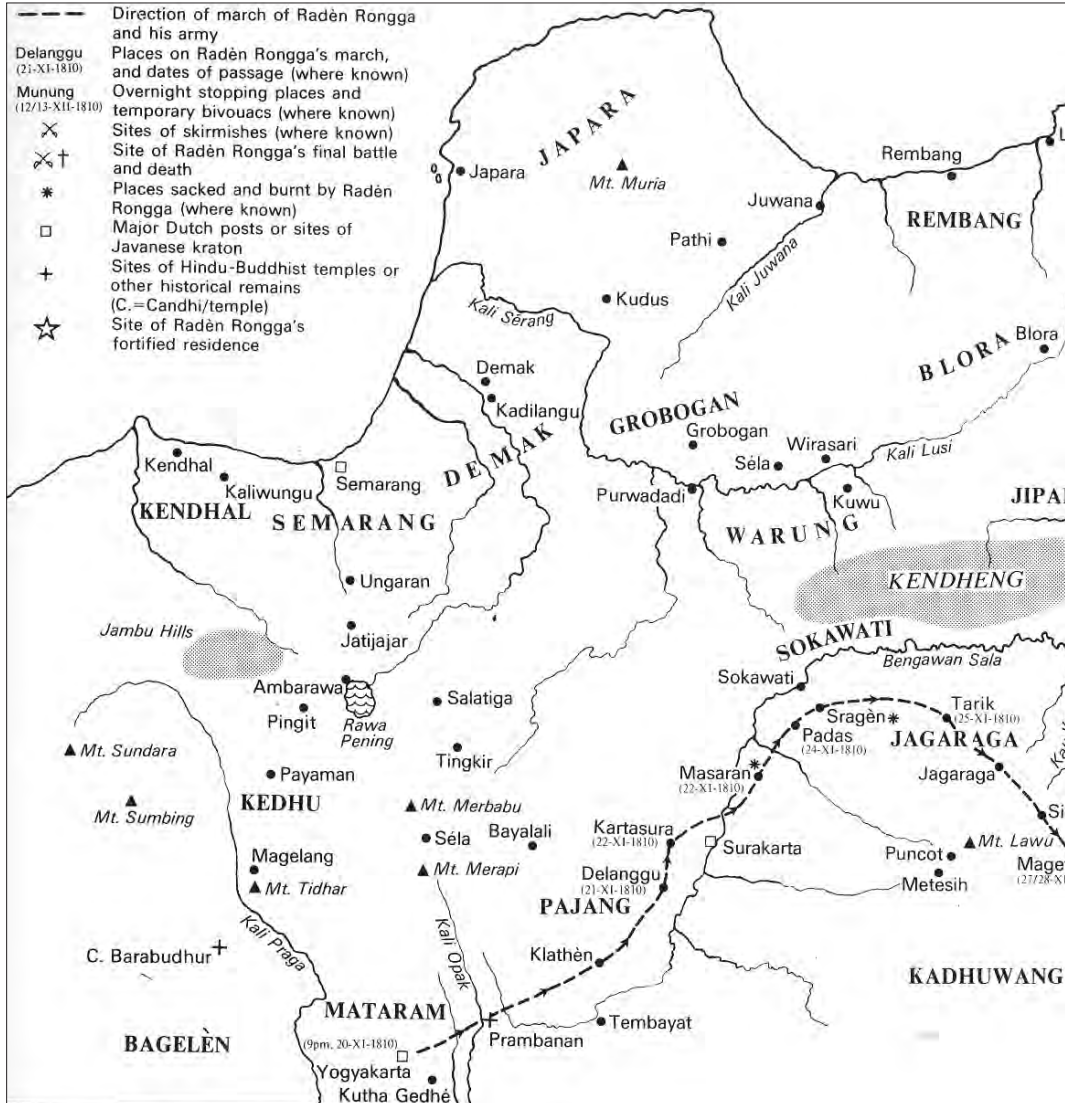 Direction of march of Radèn Rongga
and his army
Delanggu
(21-XI-1810)
Places on Radèn Rongga's march,
and dates of passage (where known)
Munung
(12/13-XII-1810)
Overnight stopping places and
temporary bivouacs (where known)
Sites of skirmishes (where known)
Site of Radèn Rongga's final battle
and death
Places sacked and burnt by Radèn
Rongga (where known)
Major Dutch posts or sites of
Javanese kraton
Sites of Hindu-Buddhist temples or
other historical remains
(C.=Candhi/temple)
Site of Radèn Rongga's
fortified residence
JAPARA
Japara
Mt. Muria
Rembang
L
Juwana
REMBANG
Pathi
Kali Juwana
Kudus
Kali Sĕrang
Blora
BLORA
Demak
Kadilangu
DEMAK
GROBOGAN
Grobogan
Wirasari
Séla
Kali Lusi
Kendhal
Kaliwungu
KENDHAL
Semarang
SEMARANG
Purwadadi
Kuwu
JIPA
WARUNG
Ungaran
KENDHENG
Jatijajar
Jambu Hills
SOKAWATI
Bengawan Sala
Ambarawa
Salatiga
Sokawati
Pingit
Rawa
Pening
Sragèn
Tarik
(25-XI-1810)
Padas
(24-XI-1810)
JAGARAGA
Mt. Sundara
Tingkir
Payaman
Masaran
(22-XI-1810)
Jagaraga
KEDHU
Mt. Sumbing
Mt. Merbabu
Si
Kartasura
(22-XI-1810)
Séla
Bayalali
Surakarta
Mt. Lawu
Puncot
Magelang
Mt. Merapi
Delanggu
(21-XI-1810)
Metesih
Maget
(27/28-XI
Mt. Tidhar
PAJANG
Kali Praga
Kali Opak
C. Barabudhur
Klathèn
KADHUWANG
MATARAM
Prambanan
Tembayat
BAGELÈN
(9pm, 20-XI-1810)
Yogyakarta
Kutha Gedhé